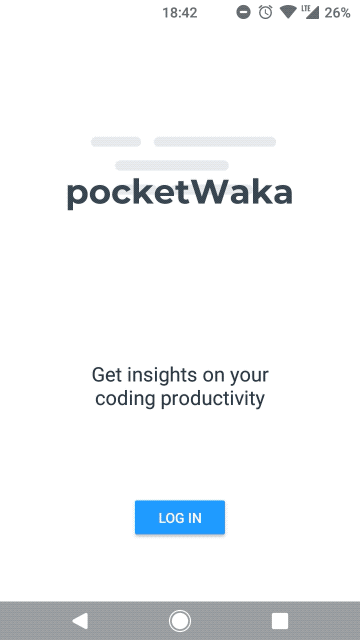 18:42
LTE
26%
pocketWaka
Get insights on your
coding productivity
LOG IN